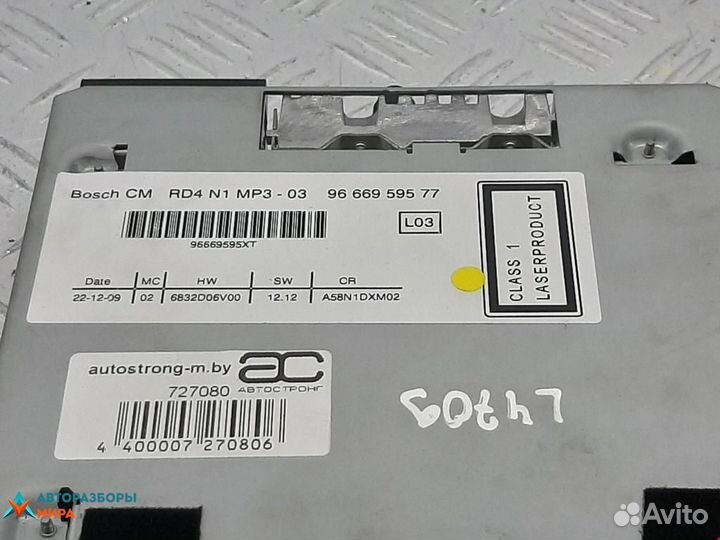 Bosch CM RD4 N1 MP3 - 03 96 669 595 77
96669595XT
L03
CLASS 1
LASERPRODUCT
Date MC HW SW CR
22-12-09 02 6832D06V00 12.12 A58N1DXM02
autostrong-m.by ac
727080 АВТОСТРОНГ
4 400007 270806
L4709
АВТОРАЗБОРЫ
МИРА
Avito